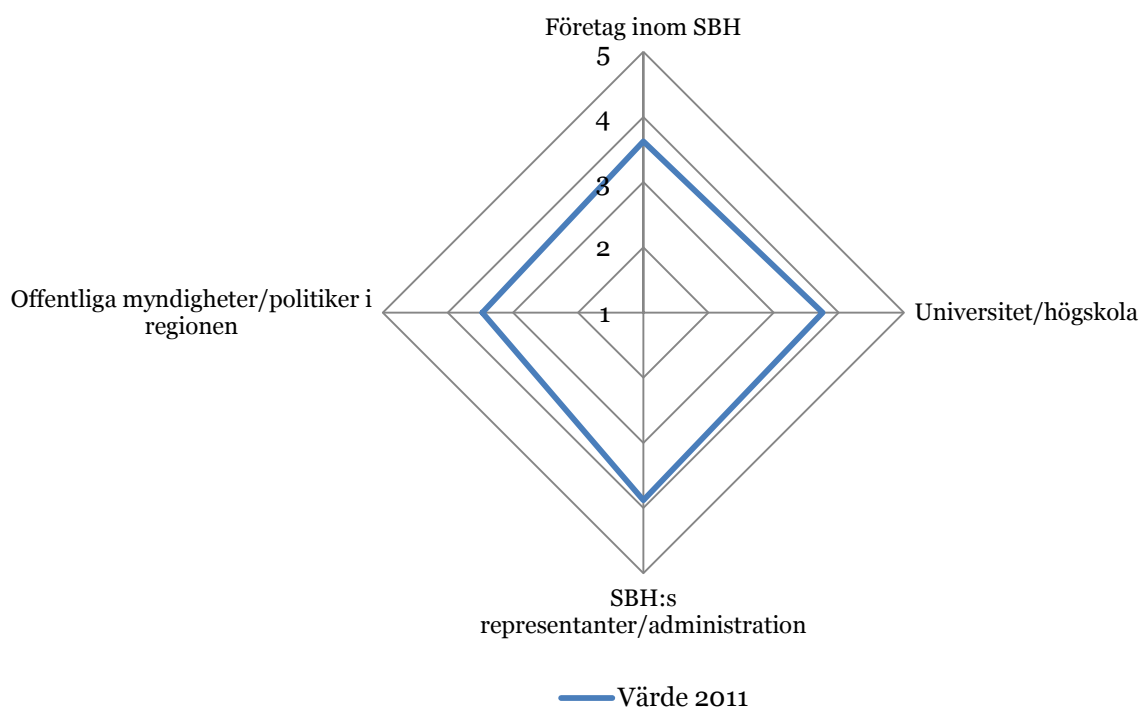 Företag inom SBH
5
4
3
2
1
Offentliga myndigheter/politiker i
regionen
Universitet/högskola
SBH:s
representanter/administration
Värde 2011